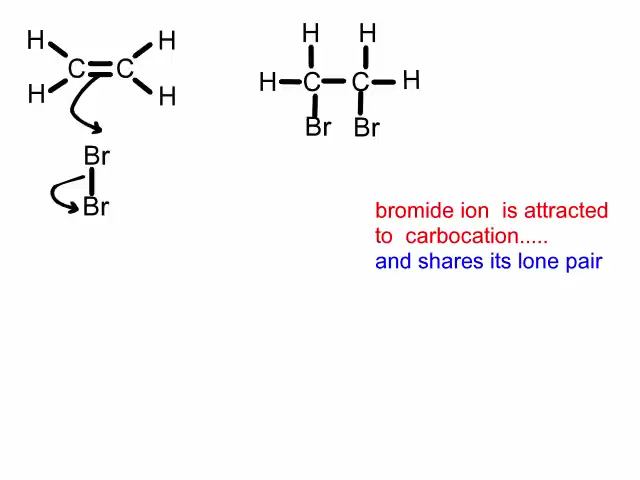 H H H H
C C H C C H
H H Br Br
Br
Br
bromide ion is attracted
to carbocation.....
and shares its lone pair